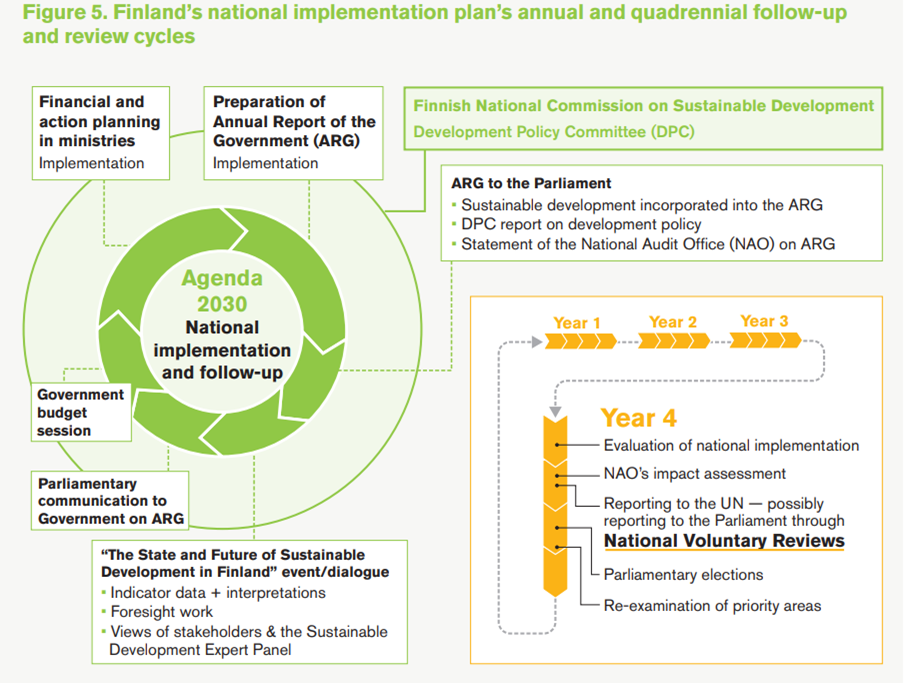 Figure 5. Finland’s national implementation plan’s annual and quadrennial follow-up
and review cycles
Financial and
action planning
in ministries
Implementation
Preparation of
Annual Report of the
Government (ARG)
Implementation
Finnish National Commission on Sustainable Development
Development Policy Committee (DPC)
ARG to the Parliament
▪ Sustainable development incorporated into the ARG
▪ DPC report on development policy
▪ Statement of the National Audit Office (NAO) on ARG
Agenda
2030
National
implementation
and follow-up
Government
budget
session
Parliamentary
communication to
Government on ARG
“The State and Future of Sustainable
Development in Finland” event/dialogue
▪ Indicator data + interpretations
▪ Foresight work
▪ Views of stakeholders & the Sustainable
Development Expert Panel
Year 1
Year 2
Year 3
Year 4
Evaluation of national implementation
NAO’s impact assessment
Reporting to the UN — possibly
reporting to the Parliament through
National Voluntary Reviews
Parliamentary elections
Re-examination of priority areas